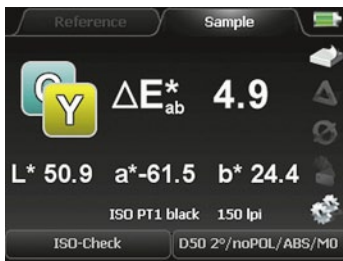 Reference Sample
C
Y
ΔE*ab 4.9
L* 50.9 a*-61.5 b* 24.4
ISO PT1 black 150 lpi
ISO-Check D50 2°/noPOL/ABS/M0